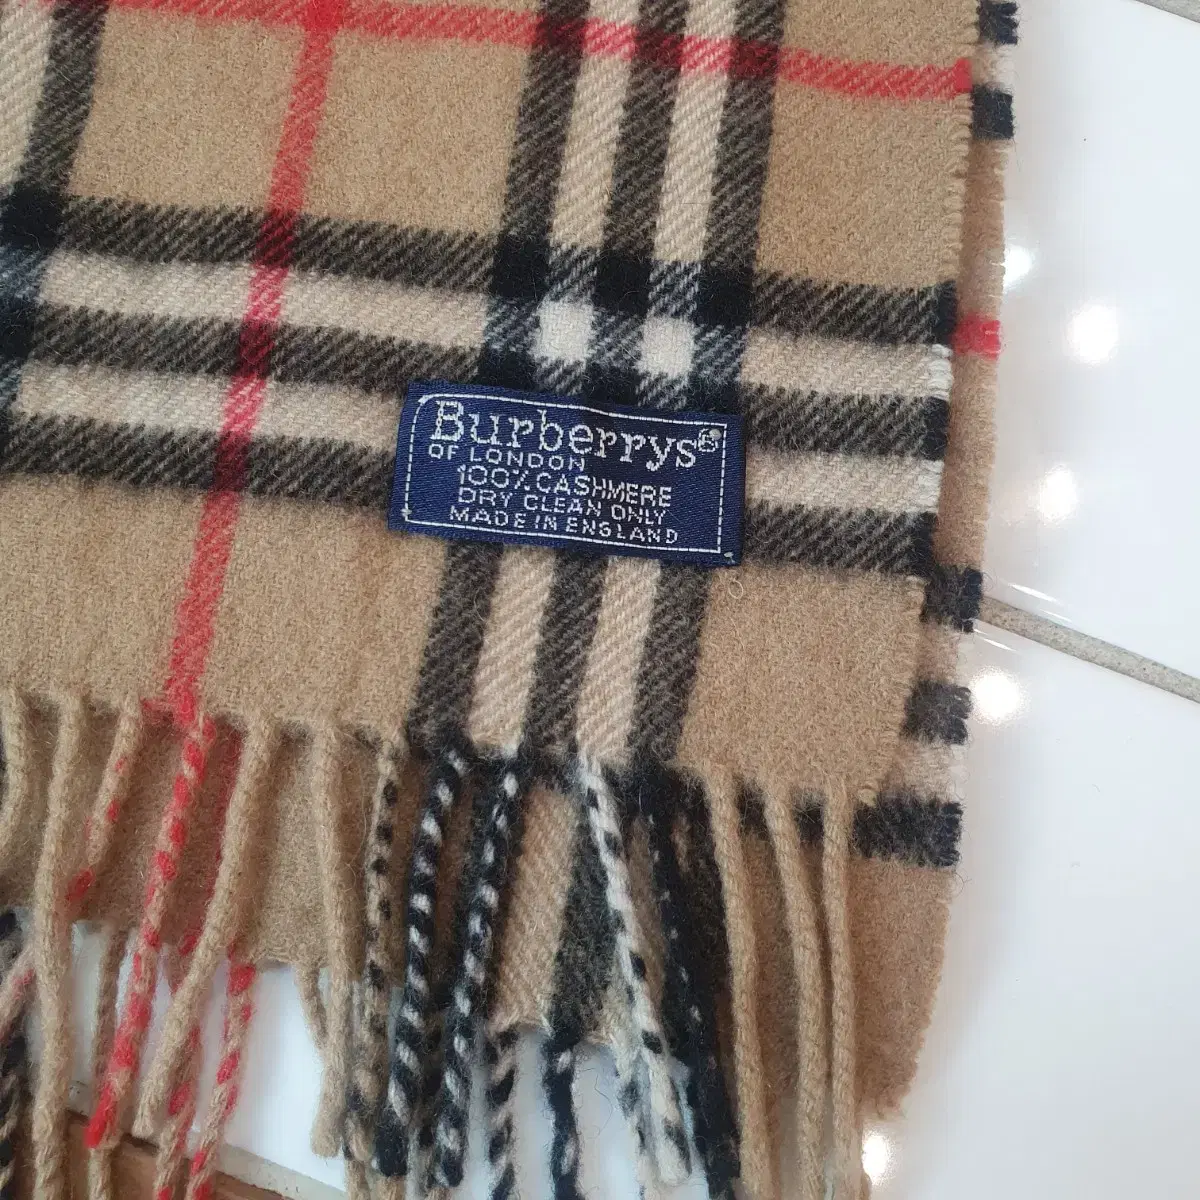 Burberrys®
OF LONDON
100% CASHMERE
DRY CLEAN ONLY
MADE IN ENGLAND